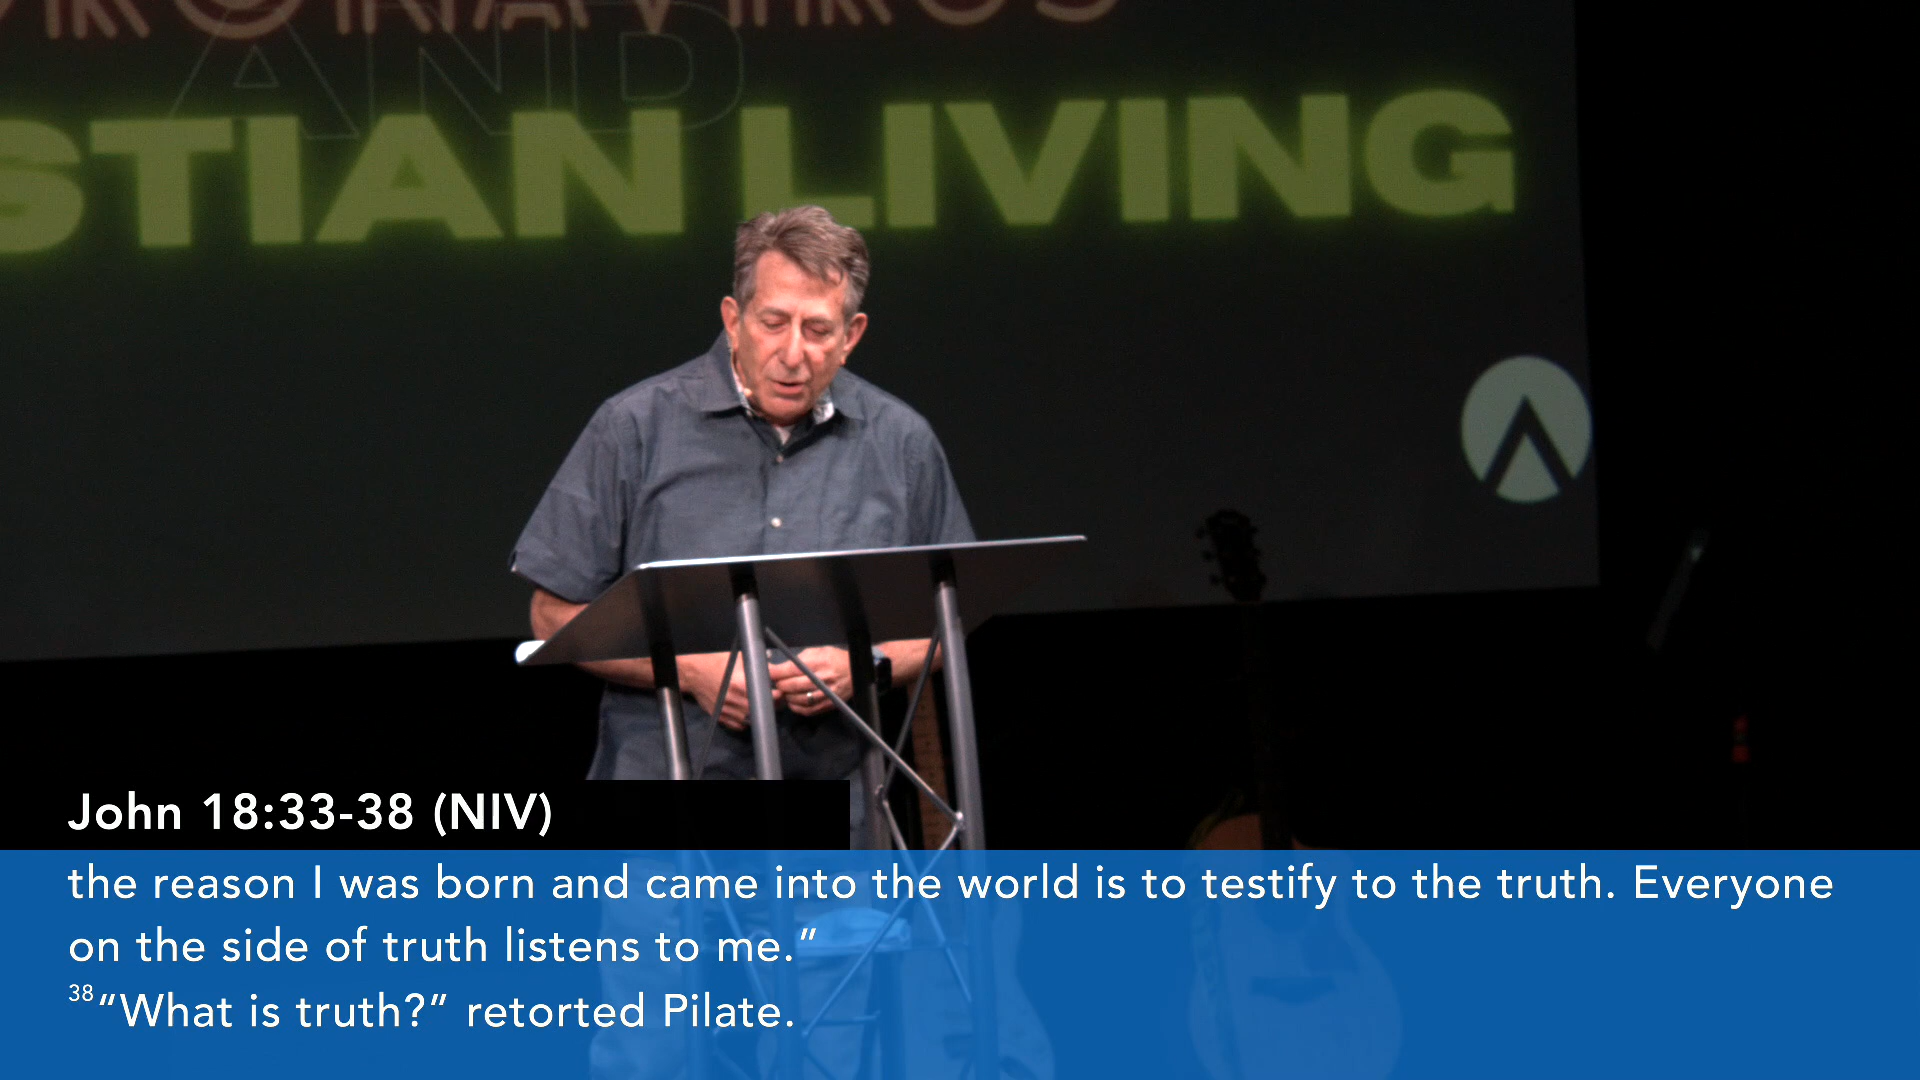 AND
STIAN LIVING
John 18:33-38 (NIV)
the reason I was born and came into the world is to testify to the truth. Everyone
on the side of truth listens to me.”
38“What is truth?” retorted Pilate.